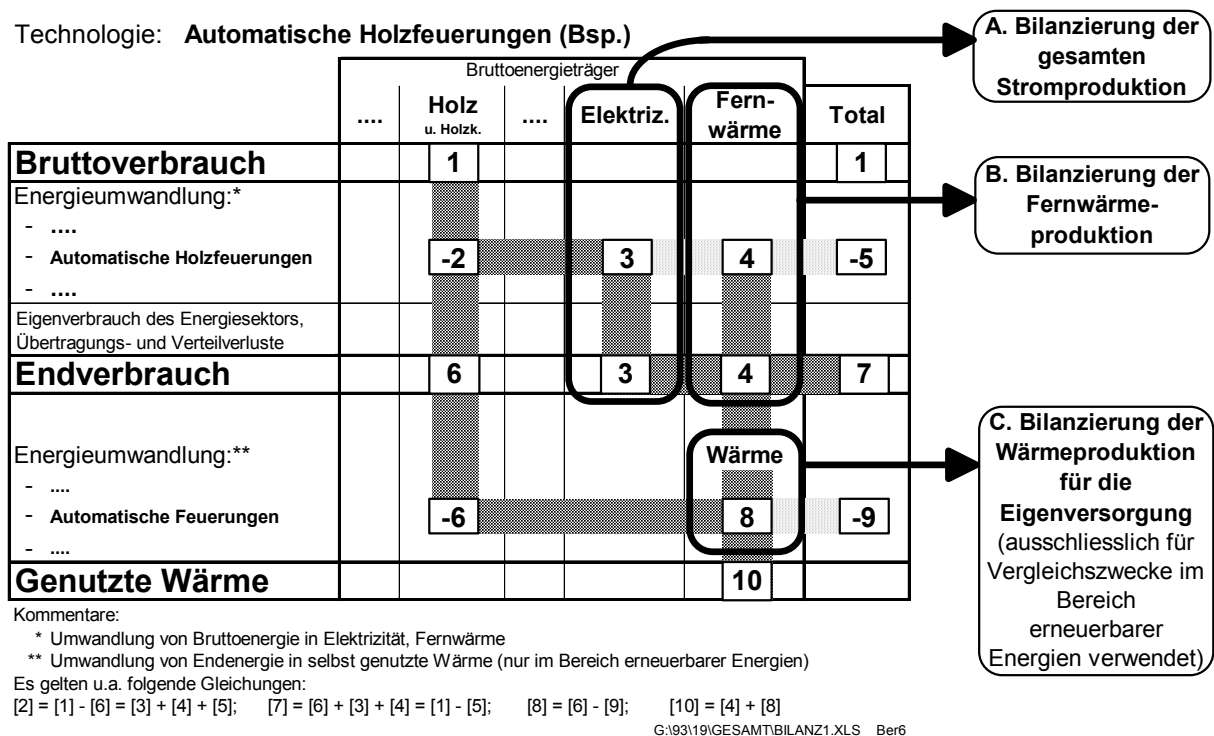 Technologie: Automatische Holzfeuerungen (Bsp.)
Bruttoenergieträger
.... Holz .... Elektriz. Fern- Total
u. Holzk. wärme
Bruttoverbrauch 1 1
Energieumwandlung:*
- ....
- Automatische Holzfeuerungen -2 3 4 -5
- ....
Eigenverbrauch des Energiesektors,
Übertragungs- und Verteilverluste
Endverbrauch 6 3 4 7
Energieumwandlung:** Wärme
- ....
- Automatische Feuerungen -6 8 -9
- ....
Genutzte Wärme 10
A. Bilanzierung der
gesamten
Stromproduktion
B. Bilanzierung der
Fernwärme-
produktion
C. Bilanzierung der
Wärmeproduktion
für die
Eigenversorgung
(ausschliesslich für
Vergleichszwecke im
Bereich
erneuerbarer
Energien verwendet)
Kommentare:
* Umwandlung von Bruttoenergie in Elektrizität, Fernwärme
** Umwandlung von Endenergie in selbst genutzte Wärme (nur im Bereich erneuerbarer Energien)
Es gelten u.a. folgende Gleichungen:
[2] = [1] - [6] = [3] + [4] + [5]; [7] = [6] + [3] + [4] = [1] - [5]; [8] = [6] - [9]; [10] = [4] + [8]
G:\93\19\GESAMT\BILANZ1.XLS Ber6